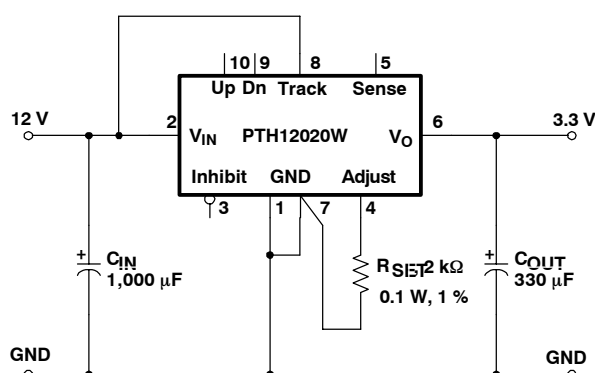 10 9 8 5
Up Dn Track Sense
12 V 2 VIN PTH12020W VO 6 3.3 V
Inhibit GND Adjust
3 1 7 4
CIN
1,000 μF
RSET 2 kΩ
0.1 W, 1 %
COUT
330 μF
GND GND